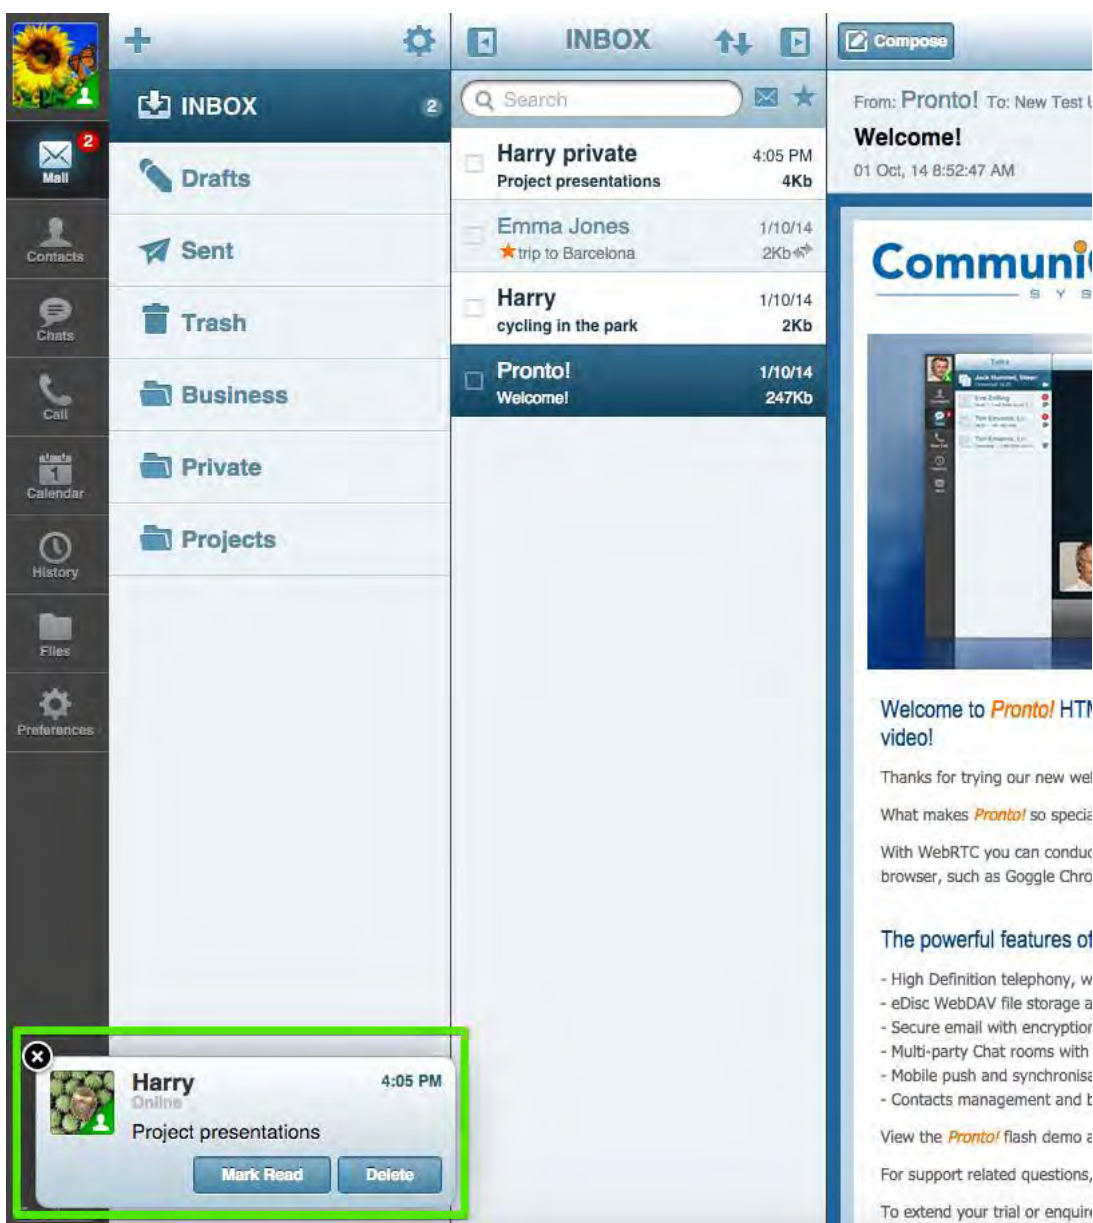 2
Mail
Contacts
Chats
Call
1
Calendar
History
Files
Preferences
INBOX 2
Drafts
Sent
Trash
Business
Private
Projects
INBOX
Search
Harry private 4:05 PM
Project presentations 4Kb
Emma Jones 1/10/14
trip to Barcelona 2Kb
Harry 1/10/14
cycling in the park 2Kb
Pronto! 1/10/14
Welcome! 247Kb
Compose
From: Pronto! To: New Test U
Welcome!
01 Oct, 14 8:52:47 AM
CommuniG
S Y S
Talks
Welcome to Pronto! HTM
video!
Thanks for trying our new wel
What makes Pronto! so specia
With WebRTC you can conduc
browser, such as Goggle Chro
The powerful features of
- High Definition telephony, w
- eDisc WebDAV file storage a
- Secure email with encryption
- Multi-party Chat rooms with
- Mobile push and synchronisa
- Contacts management and b
View the Pronto! flash demo a
For support related questions,
To extend your trial or enquire
Harry 4:05 PM
Online
Project presentations
Mark Read Delete